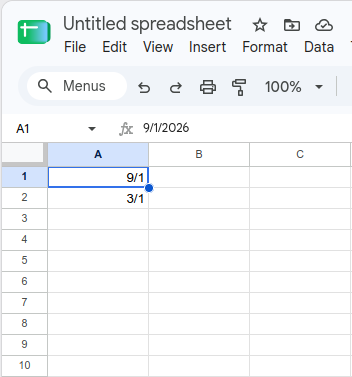 Untitled spreadsheet
File Edit View Insert Format Data
Menus 100%
A1 fx 9/1/2026
A B C
1 9/1
2 3/1
3
4
5
6
7
8
9
10